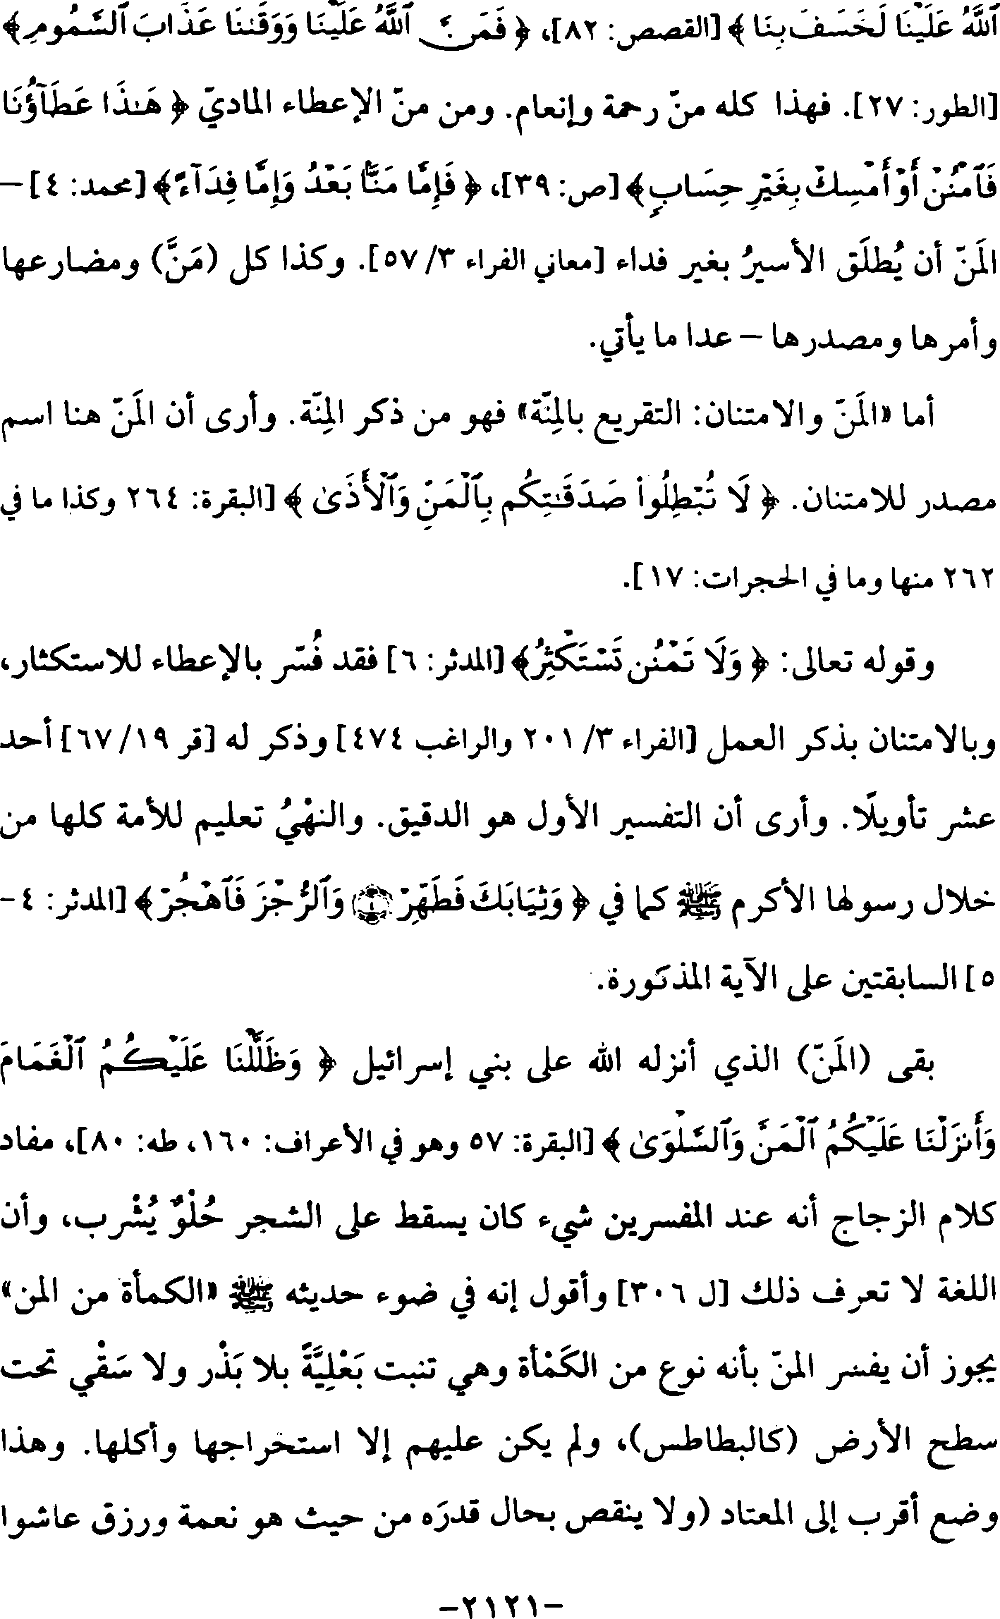 ٱللَّهُ عَلَيْنَا لَخَسَفَ بِنَا ﴾ [القصص: ٨٢]، ﴿ فَمَنَّ ٱللَّهُ عَلَيْنَا وَوَقَىٰنَا عَذَابَ ٱلسَّمُومِ﴾
[الطور: ٢٧]. فهذا كله منّ رحمة وإنعام. ومن منّ الإعطاء الماديّ ﴿ هَـٰذَا عَطَآؤُنَا
فَٱمْنُنْ أَوْ أَمْسِكْ بِغَيْرِ حِسَابٍ﴾ [ص: ٣٩]، ﴿ فَإِمَّا مَنًّۢا بَعْدُ وَإِمَّا فِدَآءً﴾ [محمد: ٤] –
المَنّ أن يُطلَق الأسيرُ بغير فداء [معاني الفراء ٣/ ٥٧]. وكذا كل (مَنَّ) ومضارعها
وأمرها ومصدرها – عدا ما يأتي.
أما «المَنّ والامتنان: التقريع بالمِنّة» فهو من ذكر المِنّة. وأرى أن المَنّ هنا اسم
مصدر للامتنان. ﴿ لَا تُبْطِلُوا۟ صَدَقَـٰتِكُم بِٱلْمَنِّ وَٱلْأَذَىٰ ﴾ [البقرة: ٢٦٤ وكذا ما في
٢٦٢ منها وما في الحجرات: ١٧].
وقوله تعالى: ﴿ وَلَا تَمْنُن تَسْتَكْثِرُ﴾ [المدثر: ٦] فقد فُسّر بالإعطاء للاستكثار،
وبالامتنان بذكر العمل [الفراء ٣/ ٢٠١ والراغب ٤٧٤] وذكر له [قر ١٩/ ٦٧] أحد
عشر تأويلًا. وأرى أن التفسير الأول هو الدقيق. والنهْيُ تعليم للأمة كلها من
خلال رسولها الأكرم ﷺ كما في ﴿ وَثِيَابَكَ فَطَهِّرْ ۝٤ وَٱلرُّجْزَ فَٱهْجُرْ ﴾ [المدثر: ٤-
٥] السابقتين على الآية المذكورة.
بقى (المَنّ) الذي أنزله الله على بني إسرائيل ﴿ وَظَلَّلْنَا عَلَيْكُمُ ٱلْغَمَامَ
وَأَنزَلْنَا عَلَيْكُمُ ٱلْمَنَّ وَٱلسَّلْوَىٰ ﴾ [البقرة: ٥٧ وهو في الأعراف: ١٦٠، طه: ٨٠]، مفاد
كلام الزجاج أنه عند المفسرين شيء كان يسقط على الشجر حُلْوٌ يُشْرب، وأن
اللغة لا تعرف ذلك [ل ٣٠٦] وأقول إنه في ضوء حديثه ﷺ «الكمأة من المن»
يجوز أن يفسر المنّ بأنه نوع من الكَمْأة وهي تنبت بَعْلِيَّةً بلا بَذْر ولا سَقْي تحت
سطح الأرض (كالبطاطس)، ولم يكن عليهم إلا استخراجها وأكلها. وهذا
وضع أقرب إلى المعتاد (ولا ينقص بحال قدرَه من حيث هو نعمة ورزق عاشوا
-٢١٢١-